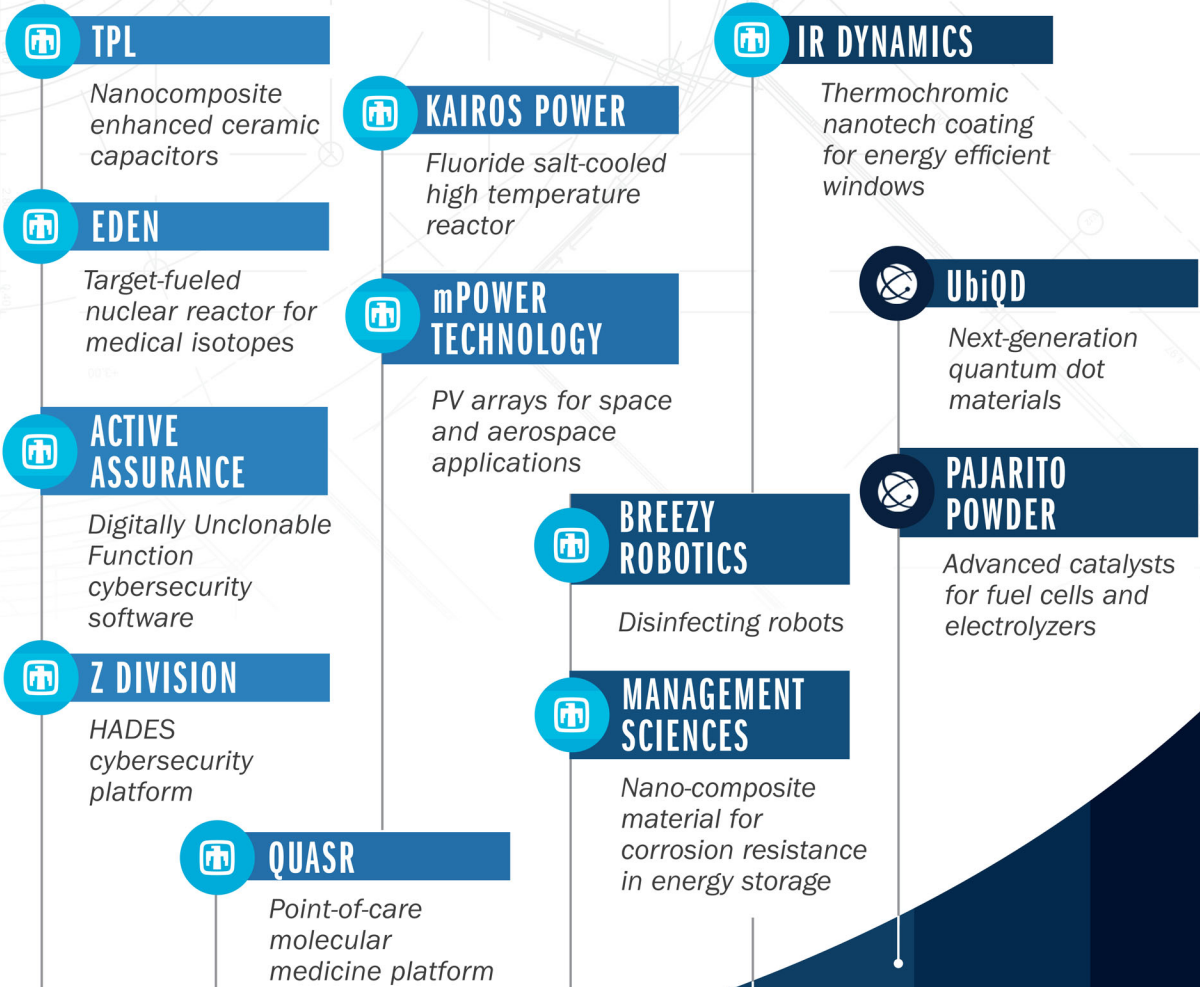 TPL
Nanocomposite
enhanced ceramic
capacitors
EDEN
Target-fueled
nuclear reactor for
medical isotopes
ACTIVE
ASSURANCE
Digitally Unclonable
Function
cybersecurity
software
Z DIVISION
HADES
cybersecurity
platform
QUASR
Point-of-care
molecular
medicine platform
KAIROS POWER
Fluoride salt-cooled
high temperature
reactor
mPOWER
TECHNOLOGY
PV arrays for space
and aerospace
applications
BREEZY
ROBOTICS
Disinfecting robots
MANAGEMENT
SCIENCES
Nano-composite
material for
corrosion resistance
in energy storage
IR DYNAMICS
Thermochromic
nanotech coating
for energy efficient
windows
UbiQD
Next-generation
quantum dot
materials
PAJARITO
POWDER
Advanced catalysts
for fuel cells and
electrolyzers